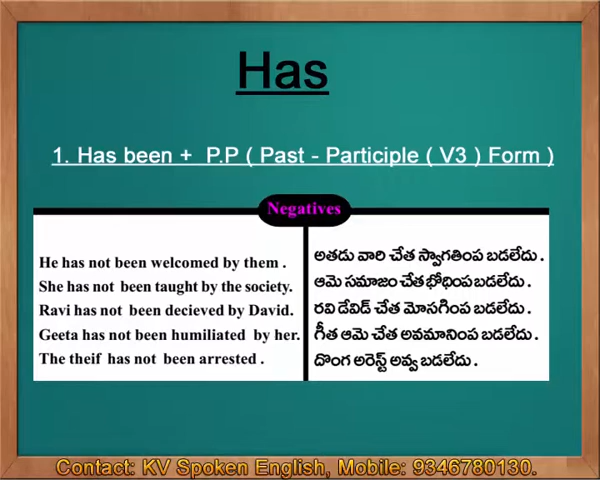 Has
1. Has been + P.P ( Past - Participle ( V3 ) Form )
Negatives
He has not been welcomed by them .
She has not been taught by the society.
Ravi has not been decieved by David.
Geeta has not been humiliated by her.
The theif has not been arrested .
అతడు వారి చేత స్వాగతింప బడలేదు .
ఆమె సమాజం చేత భోధింప బడలేదు .
రవి డేవిడ్ చేత మోసగింప బడలేదు .
గీత ఆమె చేత అవమానింప బడలేదు .
దొంగ అరెస్ట్ అవ్వ బడలేదు .
Contact: KV Spoken English, Mobile: 9346780130.